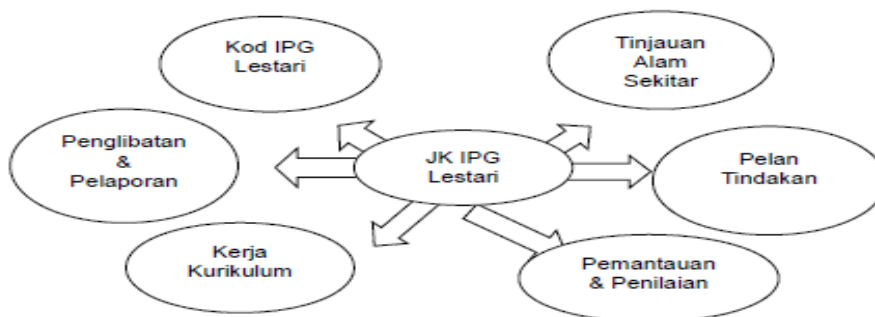 Kod IPG
Lestari
Tinjauan
Alam
Sekitar
Penglibatan
&
Pelaporan
JK IPG
Lestari
Pelan
Tindakan
Kerja
Kurikulum
Pemantauan
& Penilaian